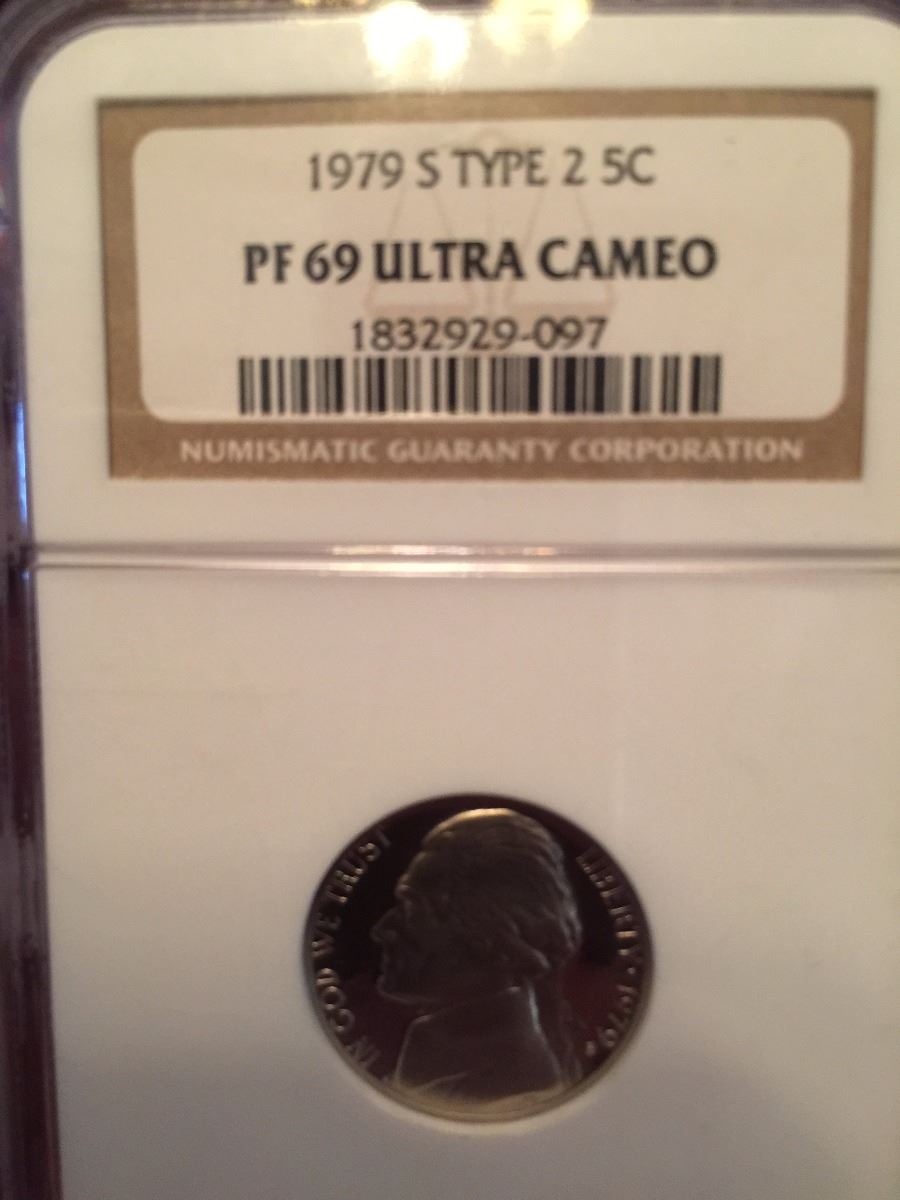 1979 S TYPE 2 5C
PF 69 ULTRA CAMEO
1832929-097
NUMISMATIC GUARANTY CORPORATION
IN GOD WE TRUST
LIBERTY · 1979